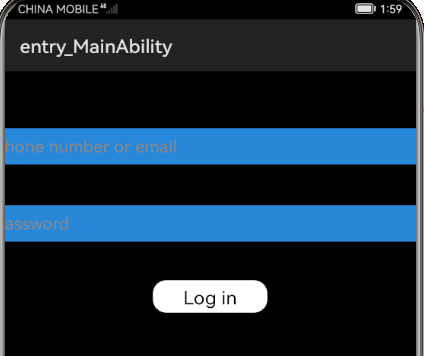 CHINA MOBILE 1:59
entry_MainAbility
hone number or email
assword
Log in